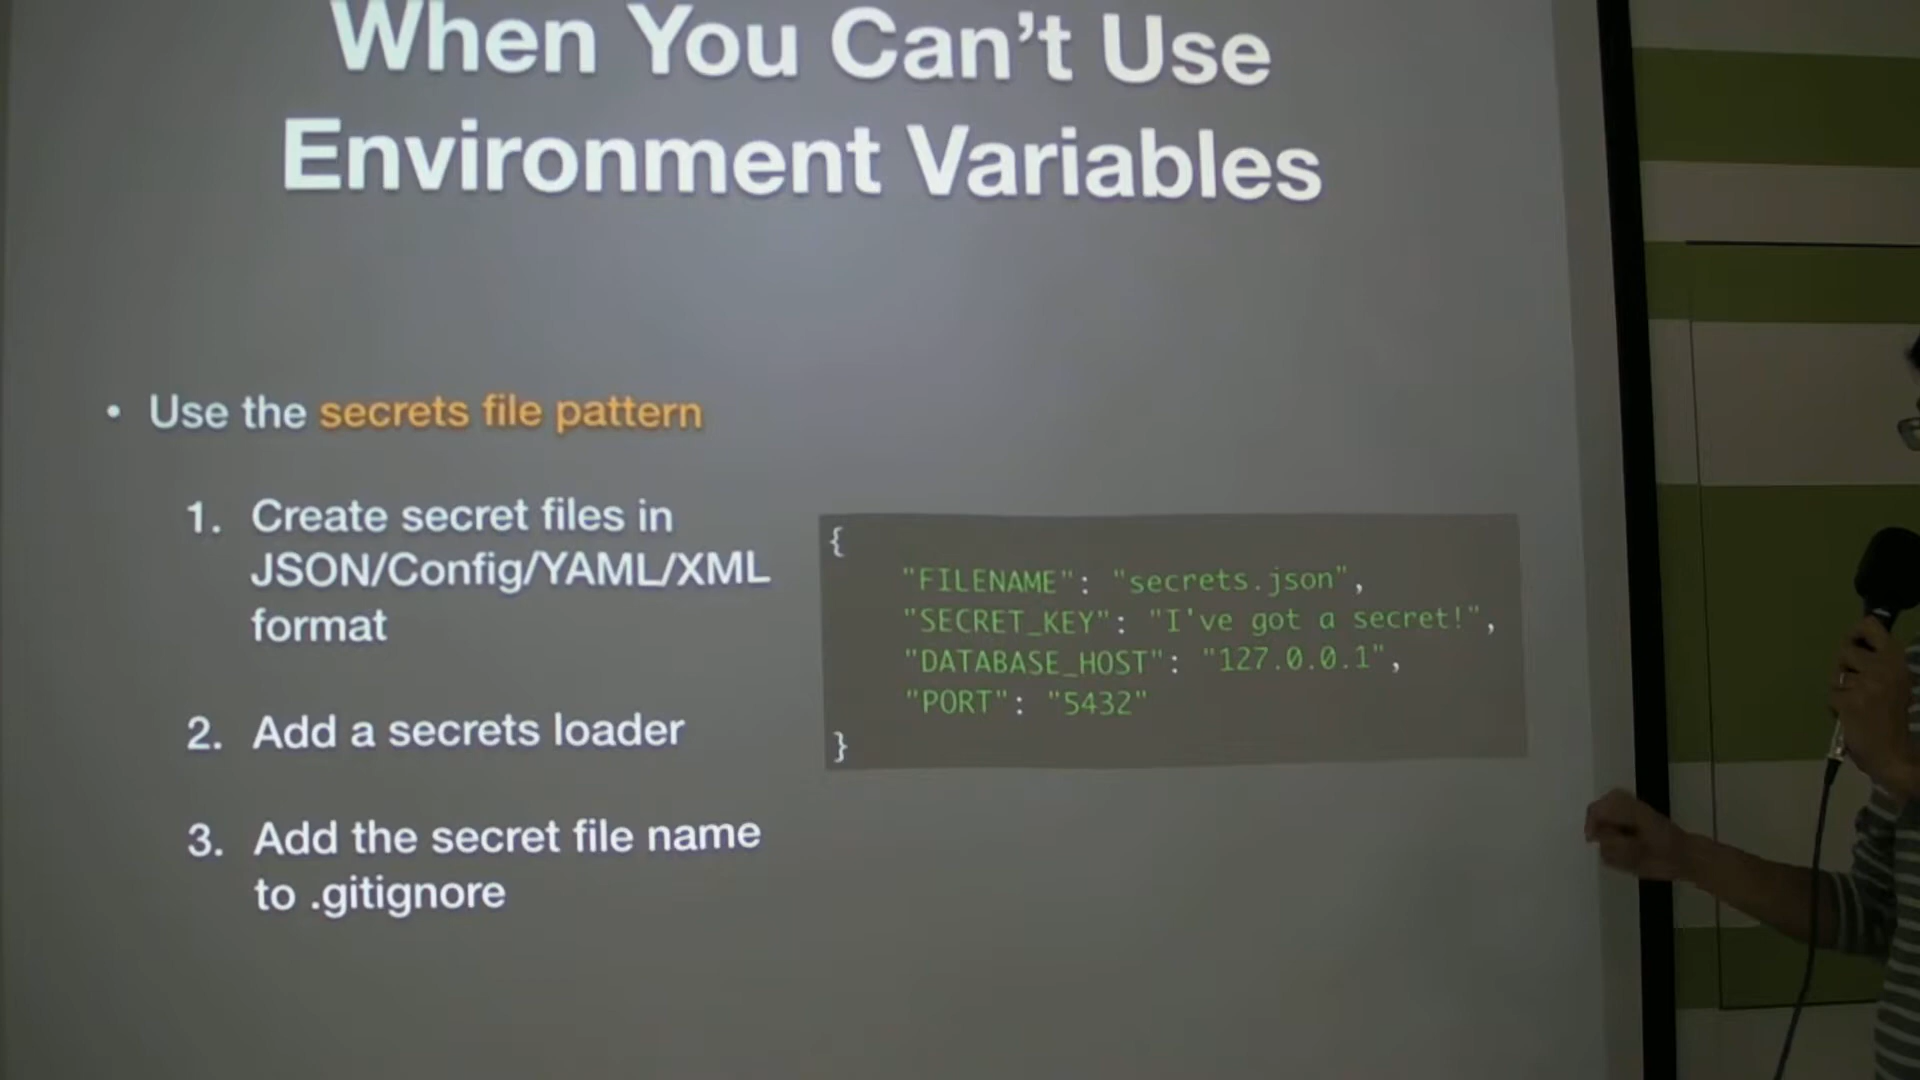 When You Can't Use
Environment Variables
• Use the secrets file pattern
1. Create secret files in
JSON/Config/YAML/XML
format
2. Add a secrets loader
3. Add the secret file name
to .gitignore
{
"FILENAME": "secrets.json",
"SECRET_KEY": "I've got a secret!",
"DATABASE_HOST": "127.0.0.1",
"PORT": "5432"
}